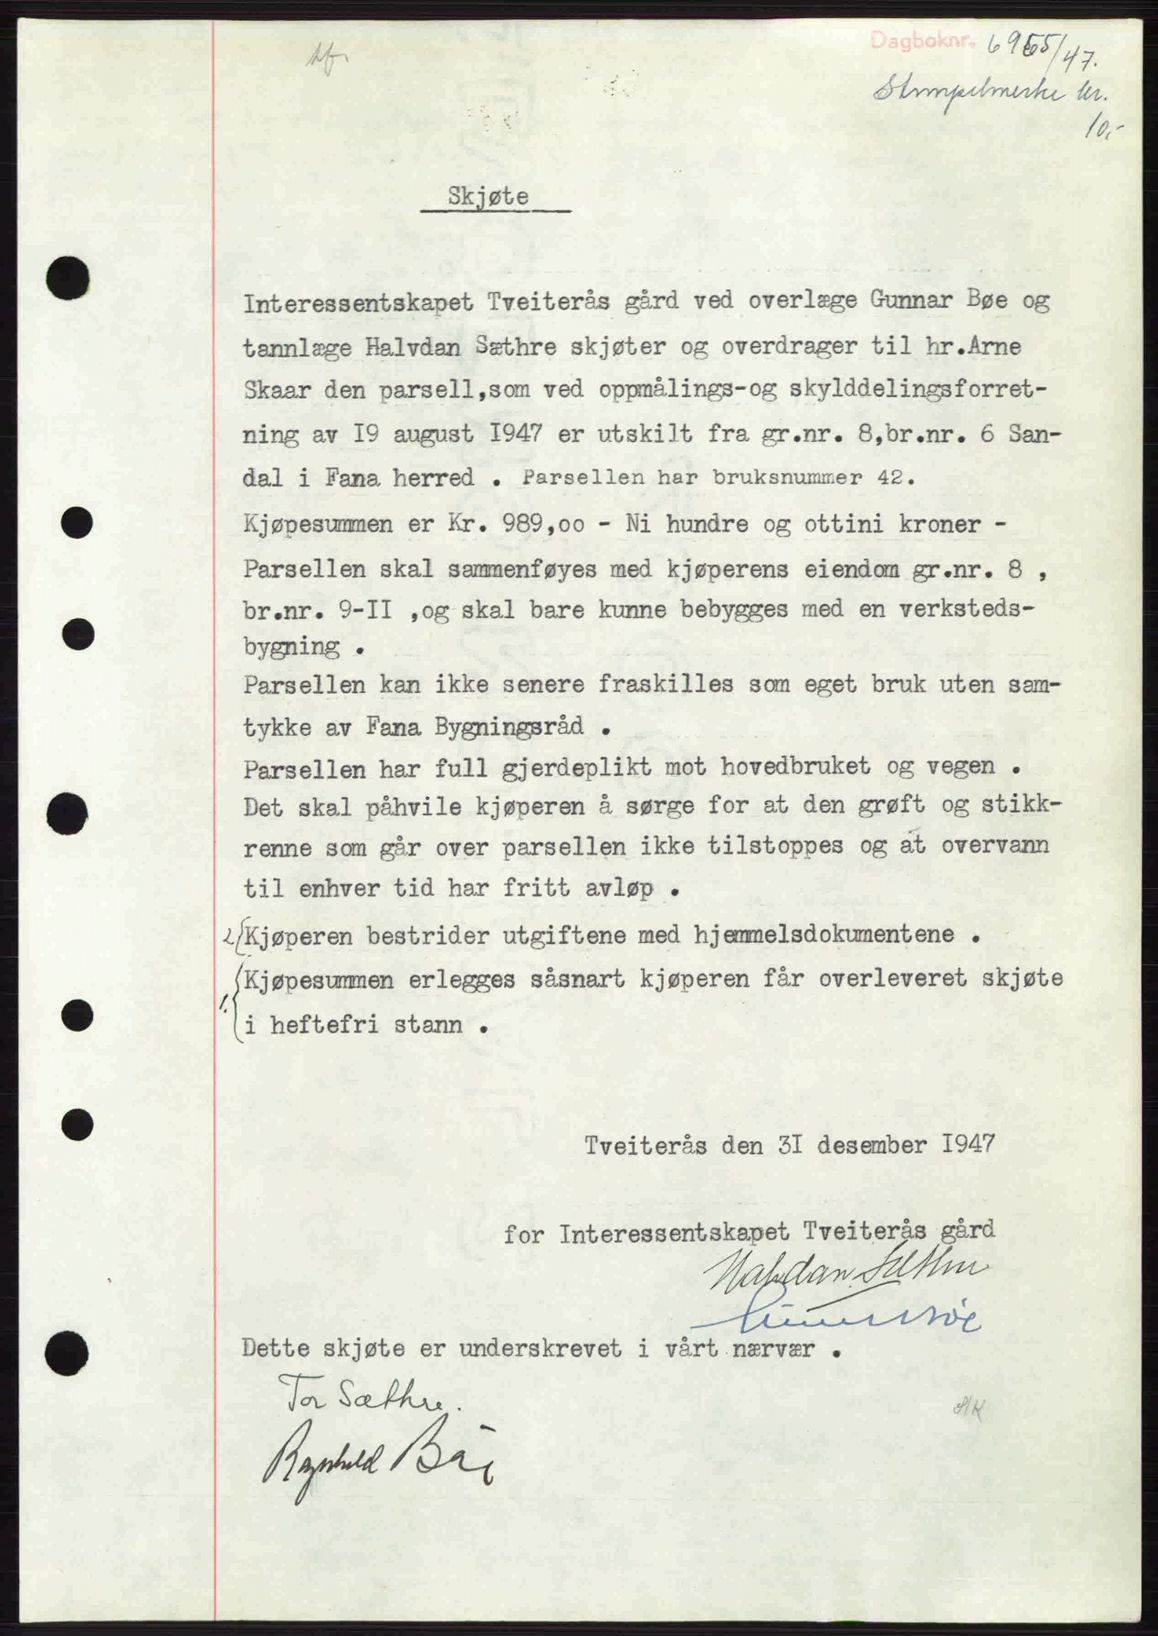 Dagboknr. 6955/47.
Stempelmerke kr.
10,-
Skjøte
Interessentskapet Tveiterås gård ved overlæge Gunnar Bøe og
tannlæge Halvdan Sæthre skjøter og overdrager til hr.Arne
Skaar den parsell,som ved oppmålings-og skylddelingsforret-
ning av I9 august I947 er utskilt fra gr.nr. 8,br.nr. 6 San-
dal i Fana herred . Parsellen har bruksnummer 42.
Kjøpesummen er Kr. 989,oo - Ni hundre og ottini kroner -
Parsellen skal sammenføyes med kjøperens eiendom gr.nr. 8 ,
br.nr. 9-II ,og skal bare kunne bebygges med en verksteds-
bygning .
Parsellen kan ikke senere fraskilles som eget bruk uten sam-
tykke av Fana Bygningsråd .
Parsellen har full gjerdeplikt mot hovedbruket og vegen .
Det skal påhvile kjøperen å sørge for at den grøft og stikk-
renne som går over parsellen ikke tilstoppes og at overvann
til enhver tid har fritt avløp .
2 Kjøperen bestrider utgiftene med hjemmelsdokumentene .
1. Kjøpesummen erlegges såsnart kjøperen får overleveret skjøte
i heftefri stann .
Tveiterås den 3I desember I947
for Interessentskapet Tveiterås gård
Halvdan Sæthre
Gunnar Bøe
Dette skjøte er underskrevet i vårt nærvær .
Tor Sæthre.
Ragnhild Bøe